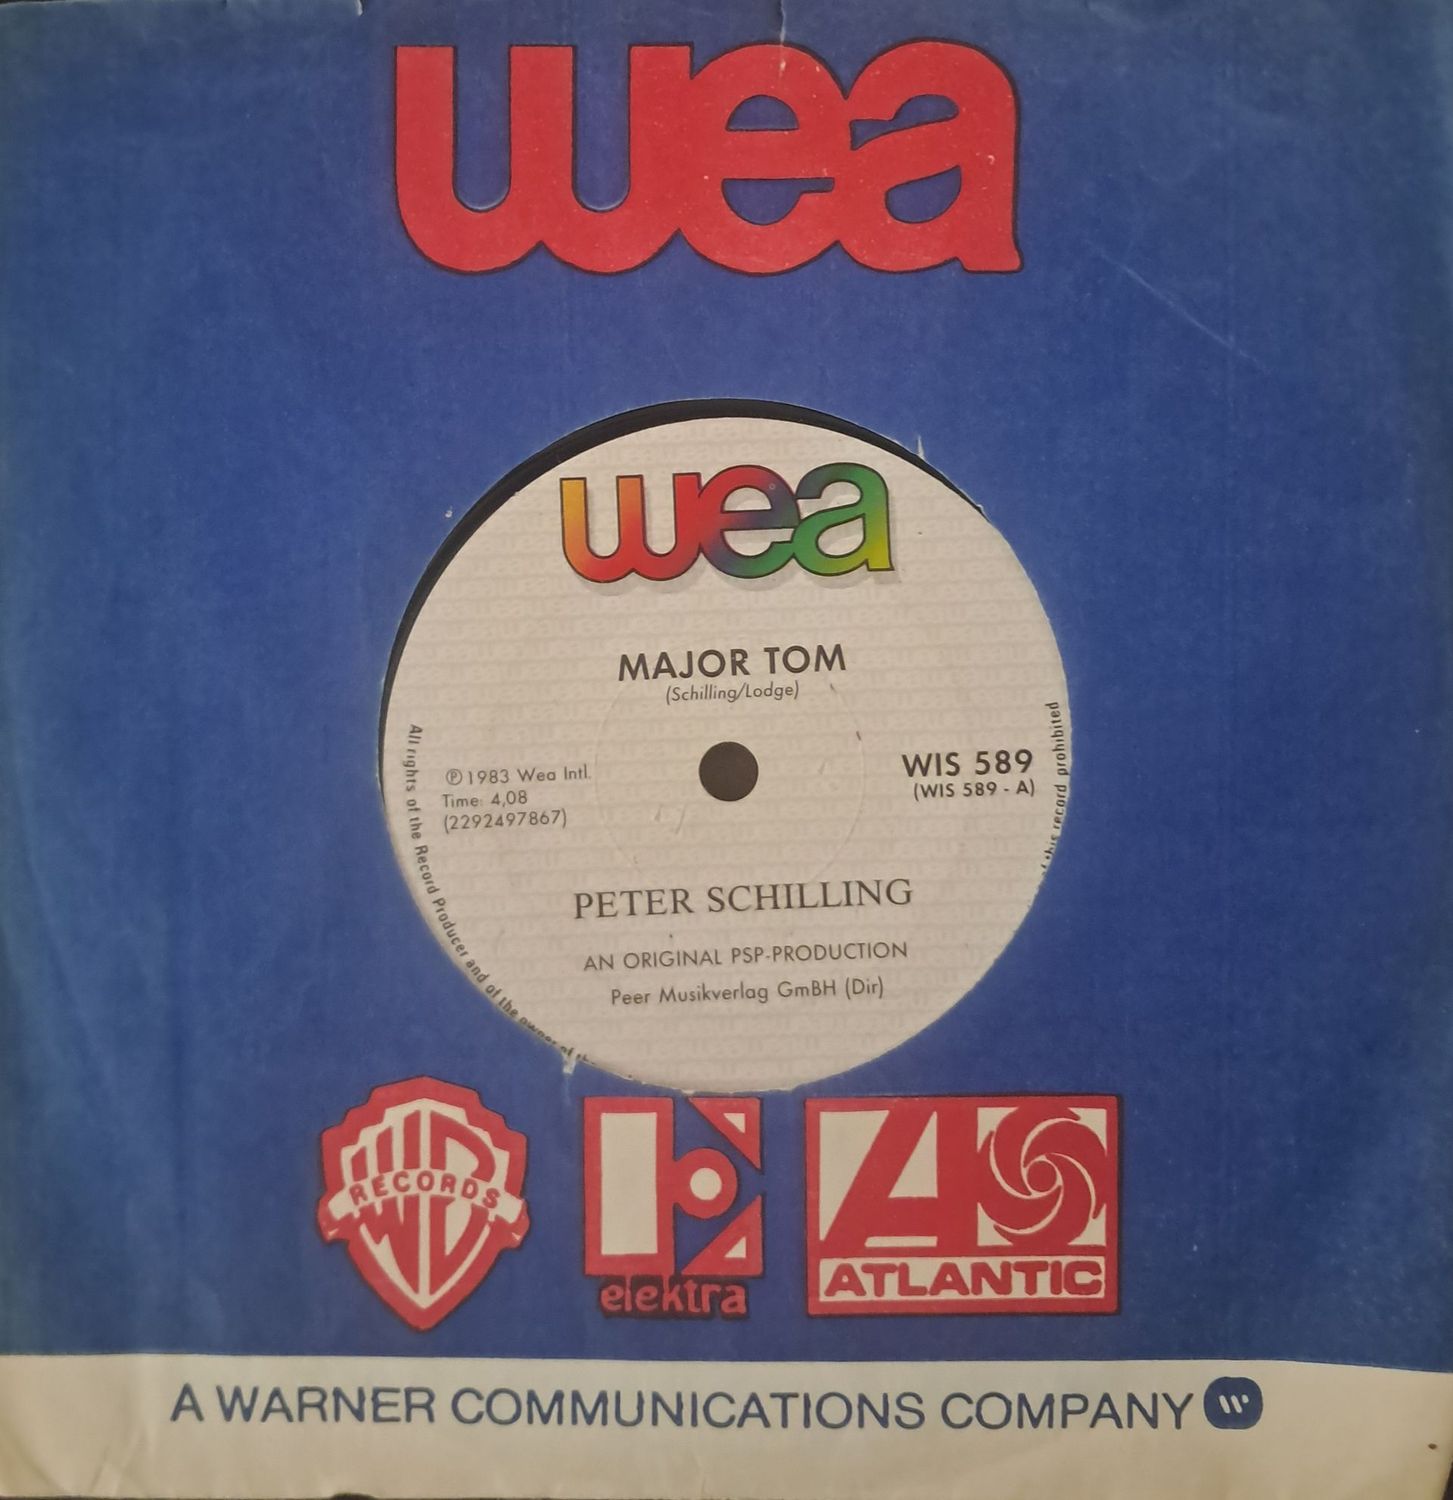 wea
wea
MAJOR TOM
(Schilling/Lodge)
℗1983 Wea Intl.
Time: 4,08
(2292497867)
WIS 589
(WIS 589 - A)
PETER SCHILLING
AN ORIGINAL PSP-PRODUCTION
Peer Musikverlag GmBH (Dir)
All rights of the Record Producer and of the owner of
this record prohibited
WB
RECORDS
elektra
ATLANTIC
A WARNER COMMUNICATIONS COMPANY